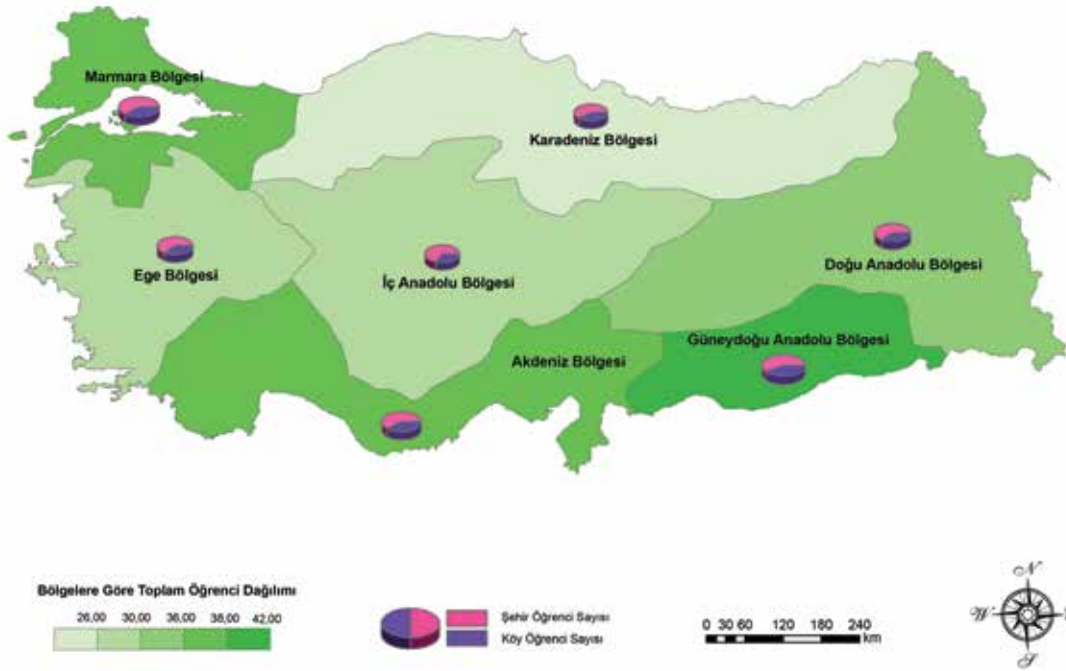 Marmara Bölgesi
Karadeniz Bölgesi
Ege Bölgesi
İç Anadolu Bölgesi
Doğu Anadolu Bölgesi
Güneydoğu Anadolu Bölgesi
Akdeniz Bölgesi
Bölgelere Göre Toplam Öğrenci Dağılımı
26,00 30,00 36,00 38,00 42,00
Şehir Öğrenci Sayısı
Köy Öğrenci Sayısı
0 30 60 120 180 240
km
N
W
S